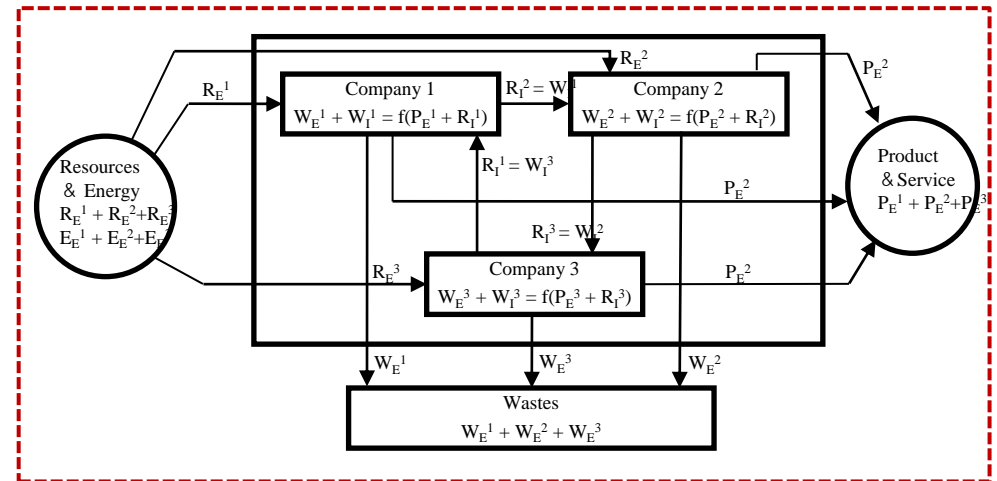 R_E^2
P_E^2
R_E^1
Company 1
W_E^1 + W_I^1 = f(P_E^1 + R_I^1)
R_I^2 = W_I^1
Company 2
W_E^2 + W_I^2 = f(P_E^2 + R_I^2)
Resources
& Energy
R_E^1 + R_E^2+R_E^3
E_E^1 + E_E^2+E_E^3
R_I^1 = W_I^3
P_E^2
Product
&Service
P_E^1 + P_E^2+P_E^3
R_I^3 = W_I^2
R_E^3
Company 3
W_E^3 + W_I^3 = f(P_E^3 + R_I^3)
P_E^2
W_E^1
W_E^3
W_E^2
Wastes
W_E^1 + W_E^2 + W_E^3